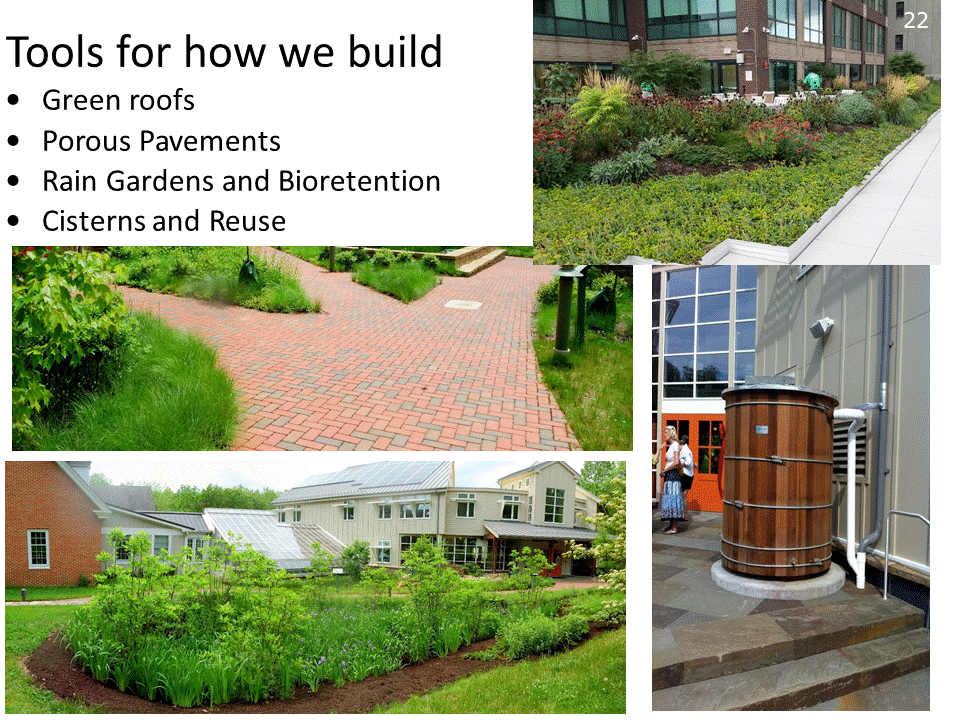 22
Tools for how we build
• Green roofs
• Porous Pavements
• Rain Gardens and Bioretention
• Cisterns and Reuse